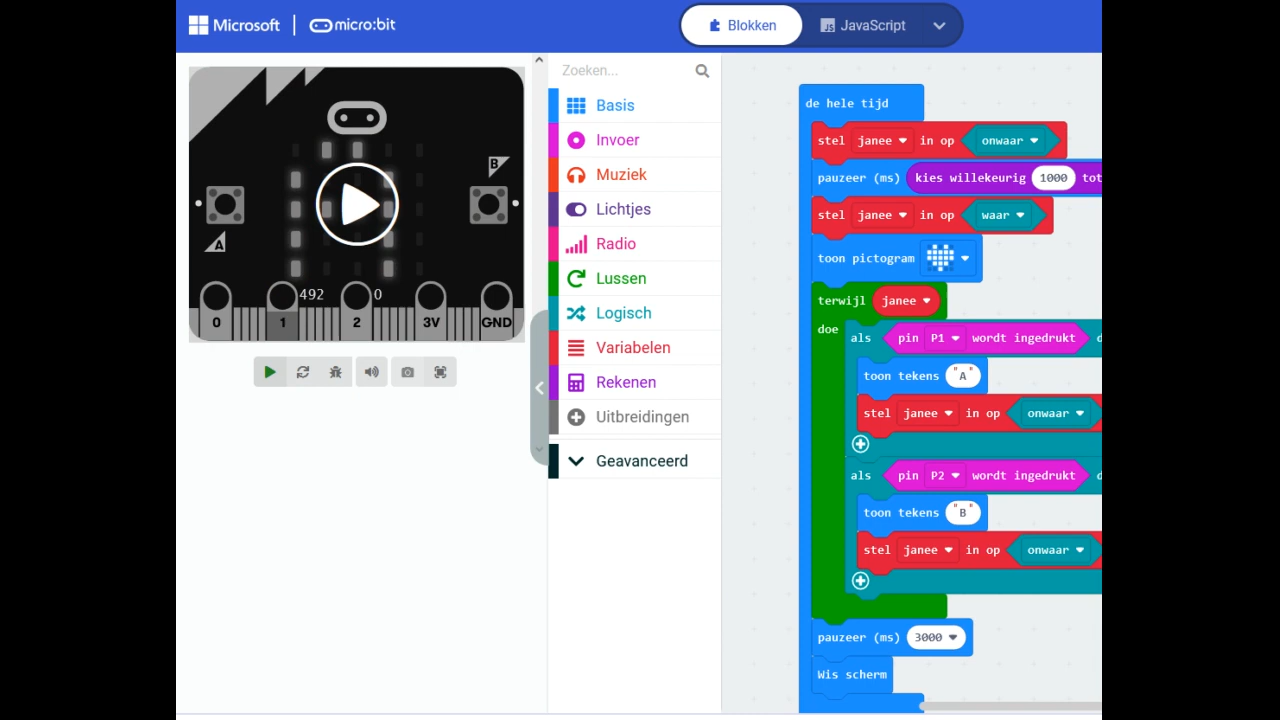 Microsoft | micro:bit
Blokken
JavaScript
B
A
492
0
0
1
2
3V
GND
Zoeken...
Basis
Invoer
Muziek
Lichtjes
Radio
Lussen
Logisch
Variabelen
Rekenen
Uitbreidingen
Geavanceerd
de hele tijd
stel janee in op onwaar
pauzeer (ms) kies willekeurig 1000 tot
stel janee in op waar
toon pictogram
terwijl janee
doe
als pin P1 wordt ingedrukt d
toon tekens "A"
stel janee in op onwaar
als pin P2 wordt ingedrukt d
toon tekens "B"
stel janee in op onwaar
pauzeer (ms) 3000
Wis scherm